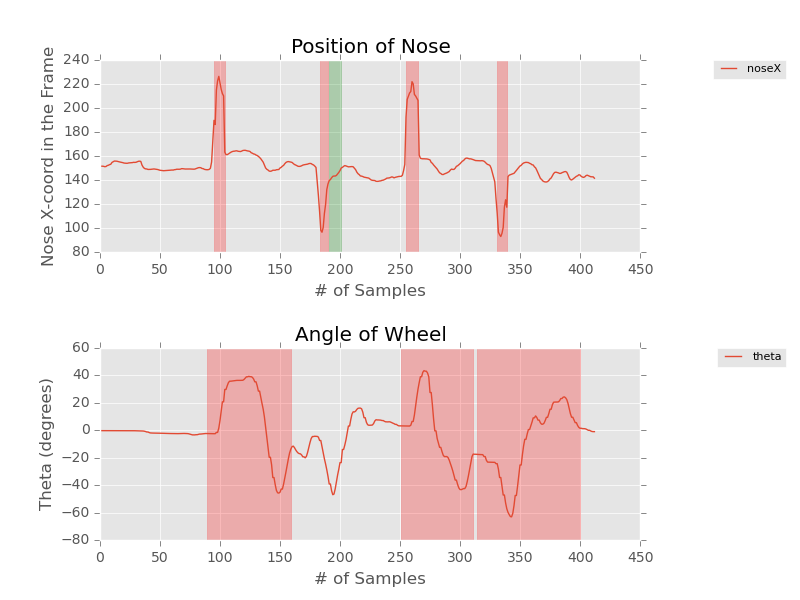 Position of Nose
240
220
200
180
160
140
120
100
80
Nose X-coord in the Frame
0 50 100 150 200 250 300 350 400 450
# of Samples
noseX
Angle of Wheel
60
40
20
0
−20
−40
−60
−80
Theta (degrees)
0 50 100 150 200 250 300 350 400 450
# of Samples
theta